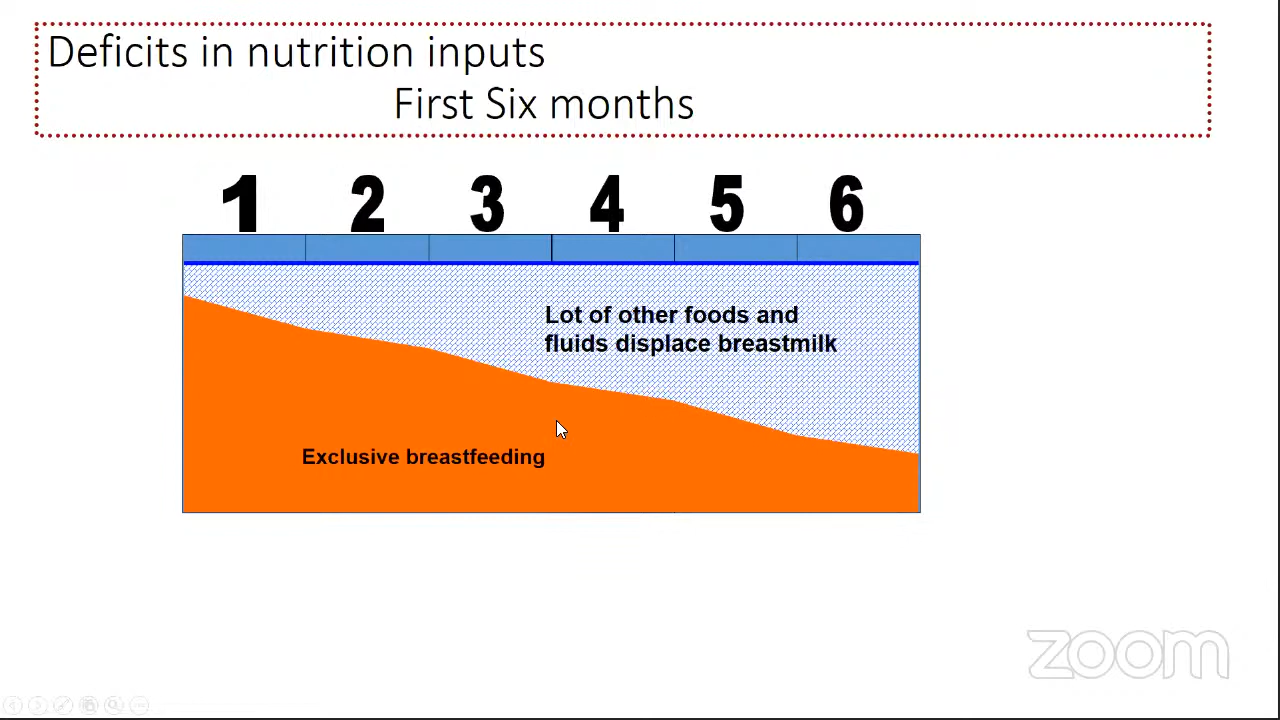 Deficits in nutrition inputs
First Six months
1 2 3 4 5 6
Lot of other foods and
fluids displace breastmilk
Exclusive breastfeeding
zoom